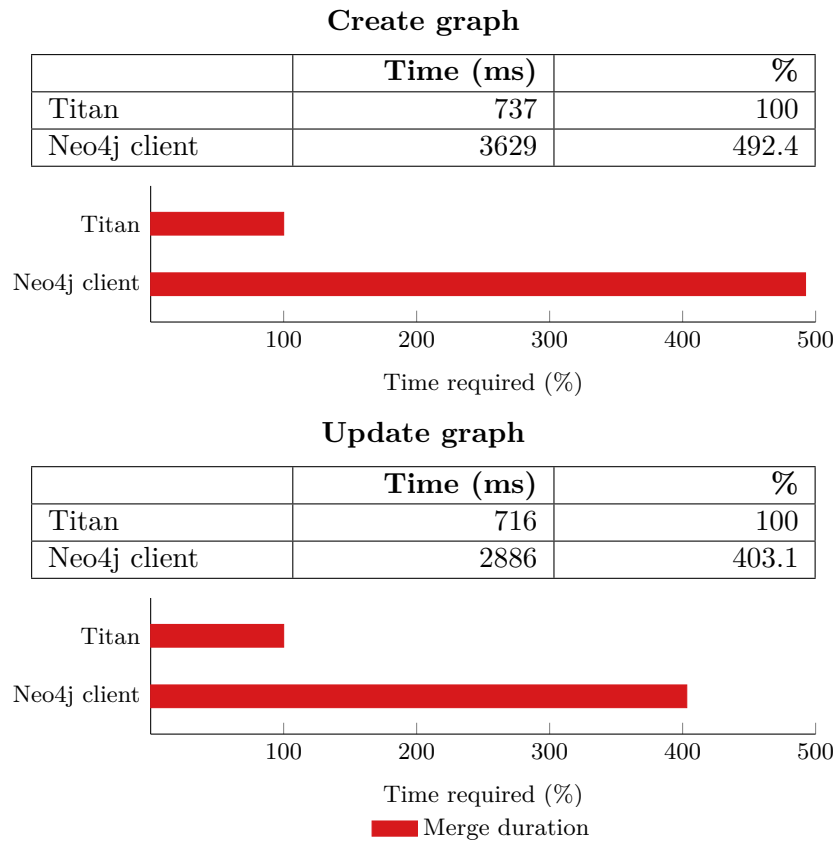 Create graph
Time (ms) %
Titan 737 100
Neo4j client 3629 492.4
Titan
Neo4j client
100 200 300 400 500
Time required (%)
Update graph
Time (ms) %
Titan 716 100
Neo4j client 2886 403.1
Titan
Neo4j client
100 200 300 400 500
Time required (%)
Merge duration